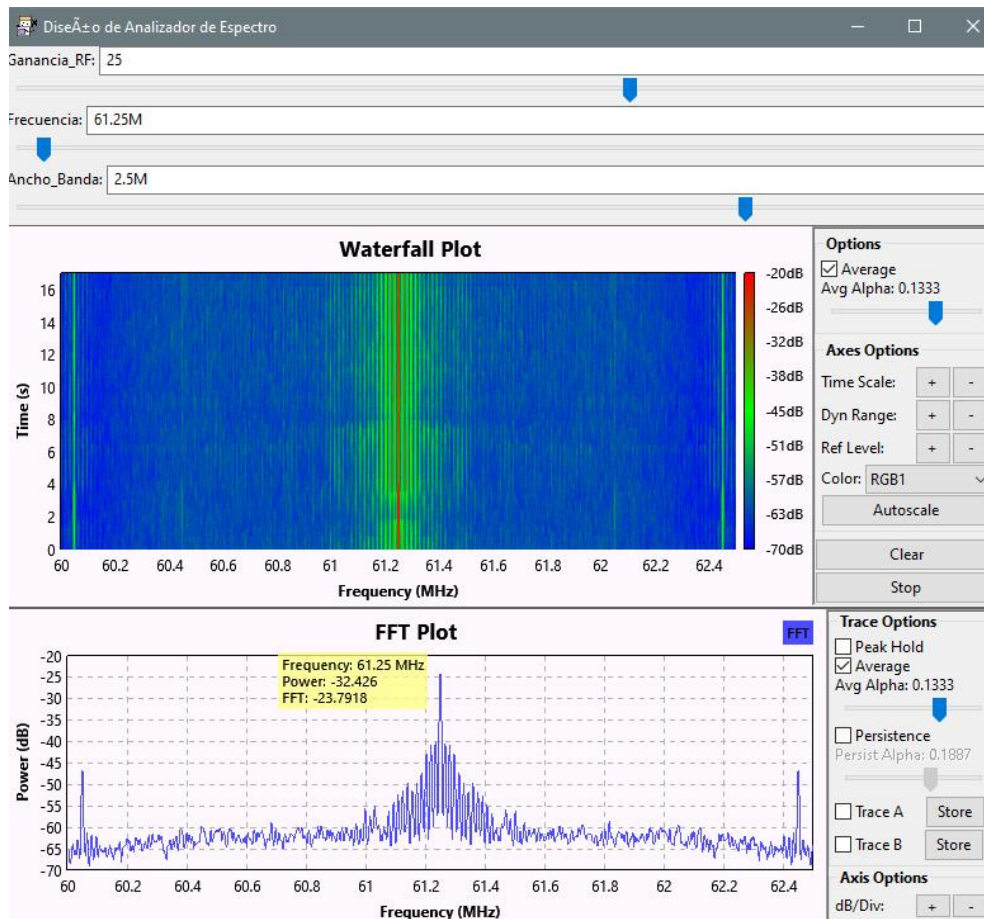 DiseÃ±o de Analizador de Espectro
Ganancia_RF: 25
Frecuencia: 61.25M
Ancho_Banda: 2.5M
Waterfall Plot
16
14
12
10
8
6
4
2
0
Time (s)
60 60.2 60.4 60.6 60.8 61 61.2 61.4 61.6 61.8 62 62.2 62.4
Frequency (MHz)
-20dB
-26dB
-32dB
-38dB
-45dB
-51dB
-57dB
-63dB
-70dB
Options
Average
Avg Alpha: 0.1333
Axes Options
Time Scale: + -
Dyn Range: + -
Ref Level: + -
Color: RGB1
Autoscale
Clear
Stop
FFT Plot
FFT
Frequency: 61.25 MHz
Power: -32.426
FFT: -23.7918
-20
-25
-30
-35
-40
-45
-50
-55
-60
-65
-70
Power (dB)
60 60.2 60.4 60.6 60.8 61 61.2 61.4 61.6 61.8 62 62.2 62.4
Frequency (MHz)
Trace Options
Peak Hold
Average
Avg Alpha: 0.1333
Persistence
Persist Alpha: 0.1887
Trace A Store
Trace B Store
Axis Options
dB/Div: + -